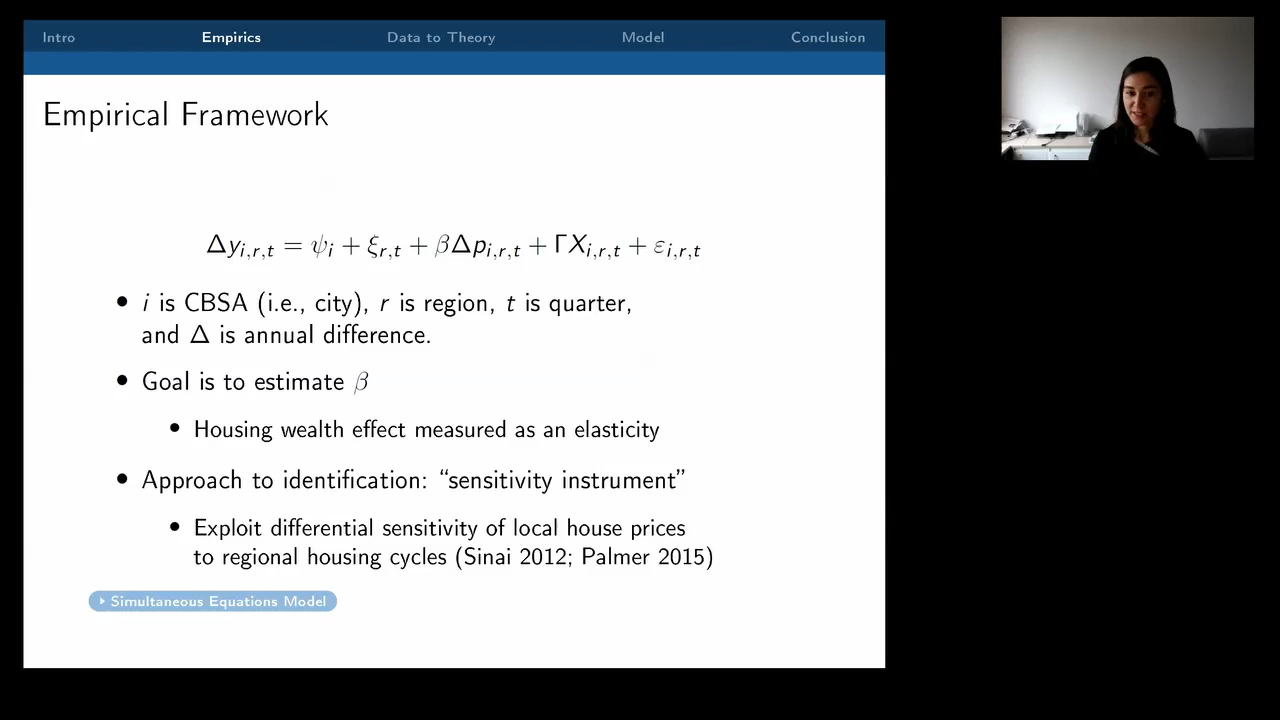 Intro Empirics Data to Theory Model Conclusion
Empirical Framework
Δy_{i,r,t} = ψ_i + ξ_{r,t} + βΔp_{i,r,t} + ΓX_{i,r,t} + ε_{i,r,t}
• i is CBSA (i.e., city), r is region, t is quarter,
and Δ is annual difference.
• Goal is to estimate β
• Housing wealth effect measured as an elasticity
• Approach to identification: “sensitivity instrument”
• Exploit differential sensitivity of local house prices
to regional housing cycles (Sinai 2012; Palmer 2015)
Simultaneous Equations Model